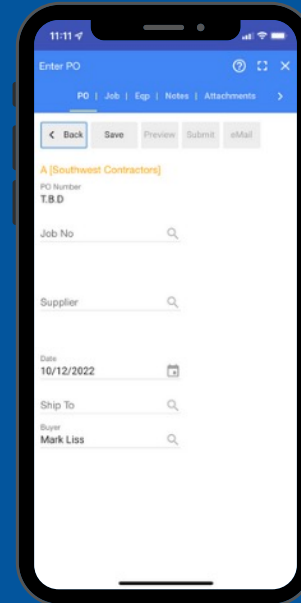 11:11
Enter PO
PO | Job | Eqp | Notes | Attachments
Back Save Preview Submit eMail
A [Southwest Contractors]
PO Number
T.B.D
Job No
Supplier
Date
10/12/2022
Ship To
Buyer
Mark Liss